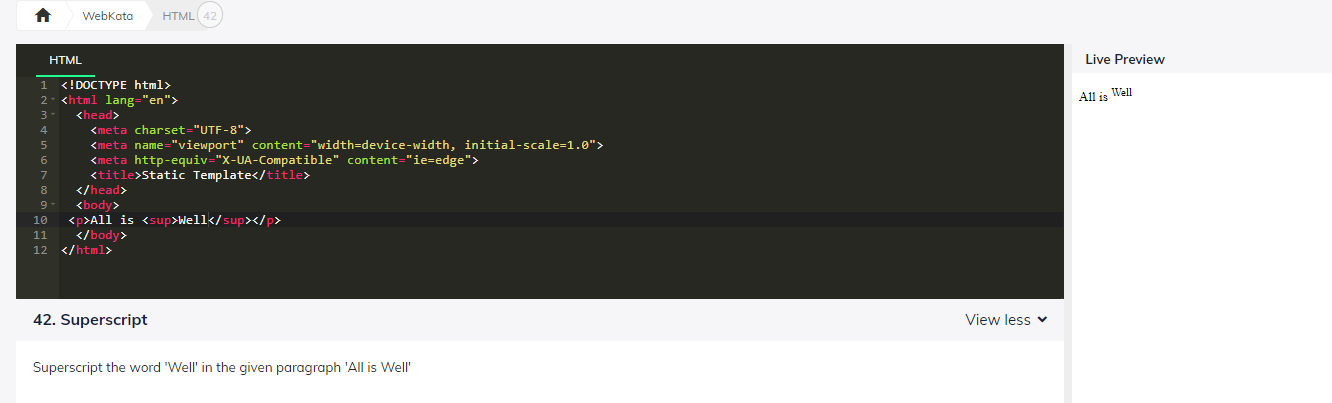 WebKata HTML 42
HTML
Live Preview
1 <!DOCTYPE html>
2 <html lang="en">
3 <head>
4 <meta charset="UTF-8">
5 <meta name="viewport" content="width=device-width, initial-scale=1.0">
6 <meta http-equiv="X-UA-Compatible" content="ie=edge">
7 <title>Static Template</title>
8 </head>
9 <body>
10 <p>All is <sup>Well</sup></p>
11 </body>
12 </html>
All is Well
42. Superscript
View less
Superscript the word 'Well' in the given paragraph 'All is Well'